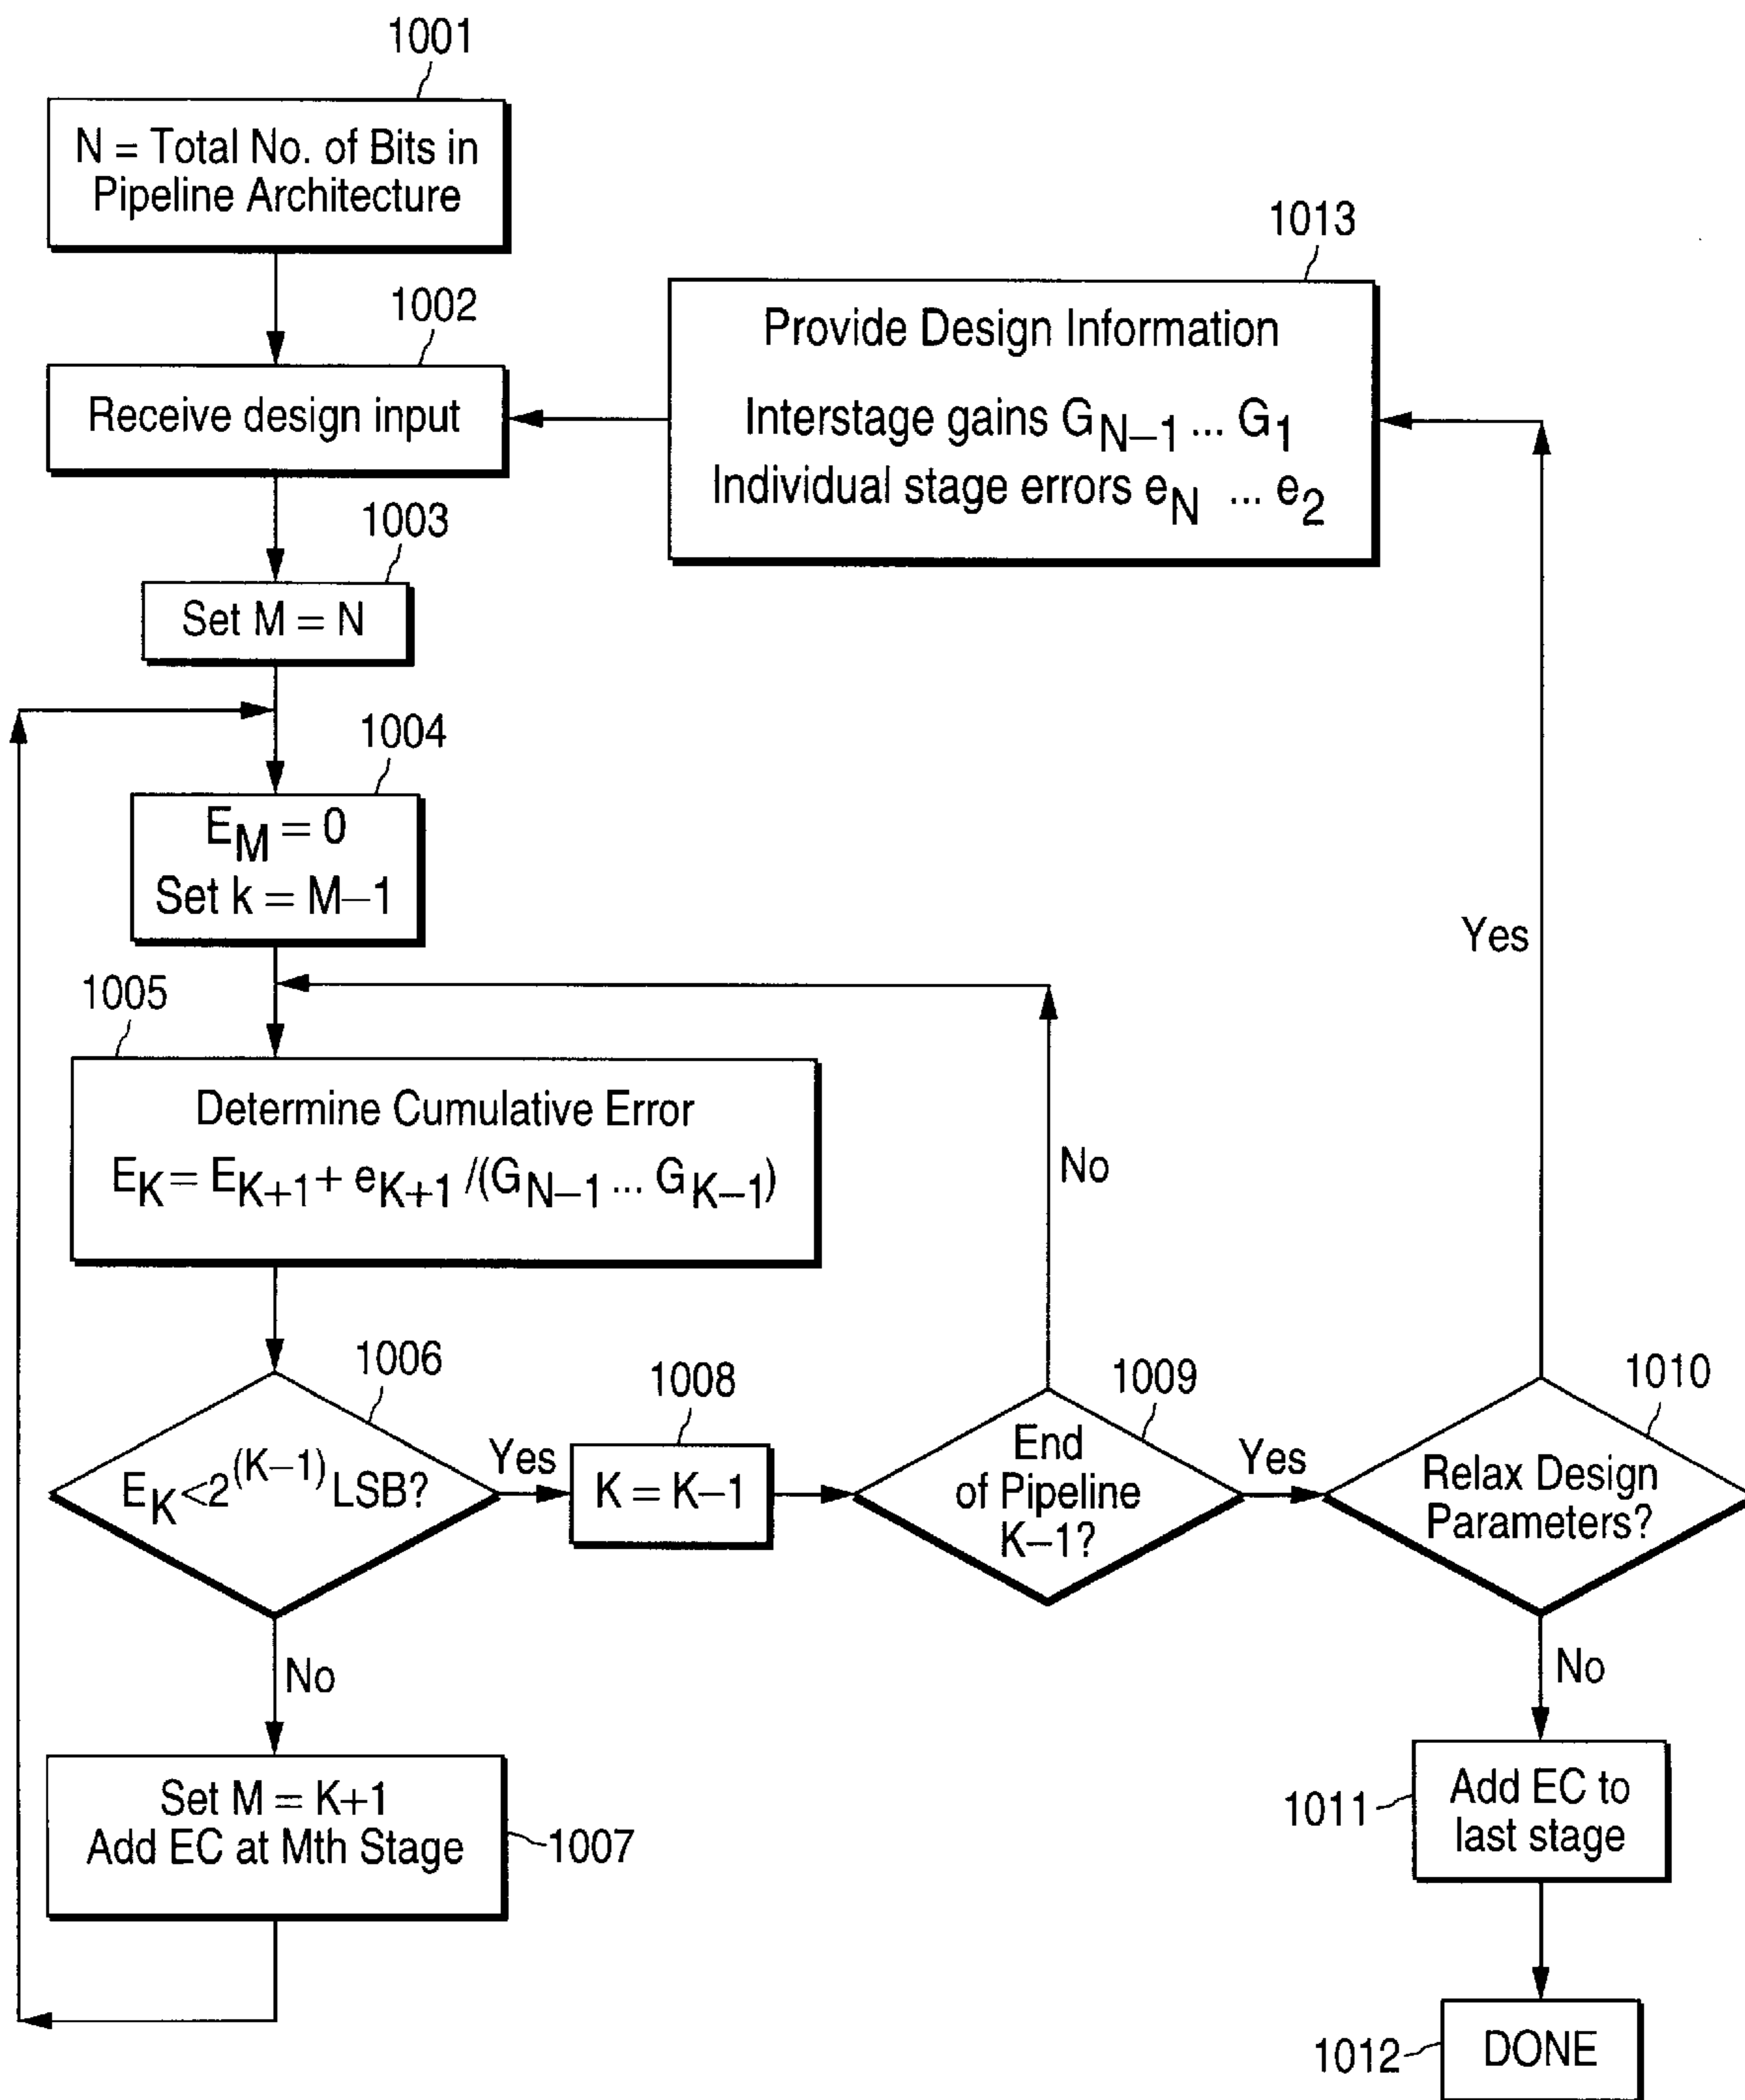 1001
N = Total No. of Bits in
Pipeline Architecture
1002
Receive design input
1013
Provide Design Information
Interstage gains G_{N–1} ... G_1
Individual stage errors e_N ... e_2
1003
Set M = N
1004
E_M = 0
Set k = M–1
1005
Determine Cumulative Error
E_K = E_{K+1} + e_{K+1} /(G_{N–1} ... G_{K–1})
1006
E_K <2^{(K–1)} LSB?
Yes
No
1008
K = K–1
1009
End
of Pipeline
K–1?
No
Yes
1010
Relax Design
Parameters?
Yes
No
1007
Set M = K+1
Add EC at Mth Stage
1011
Add EC to
last stage
1012
DONE